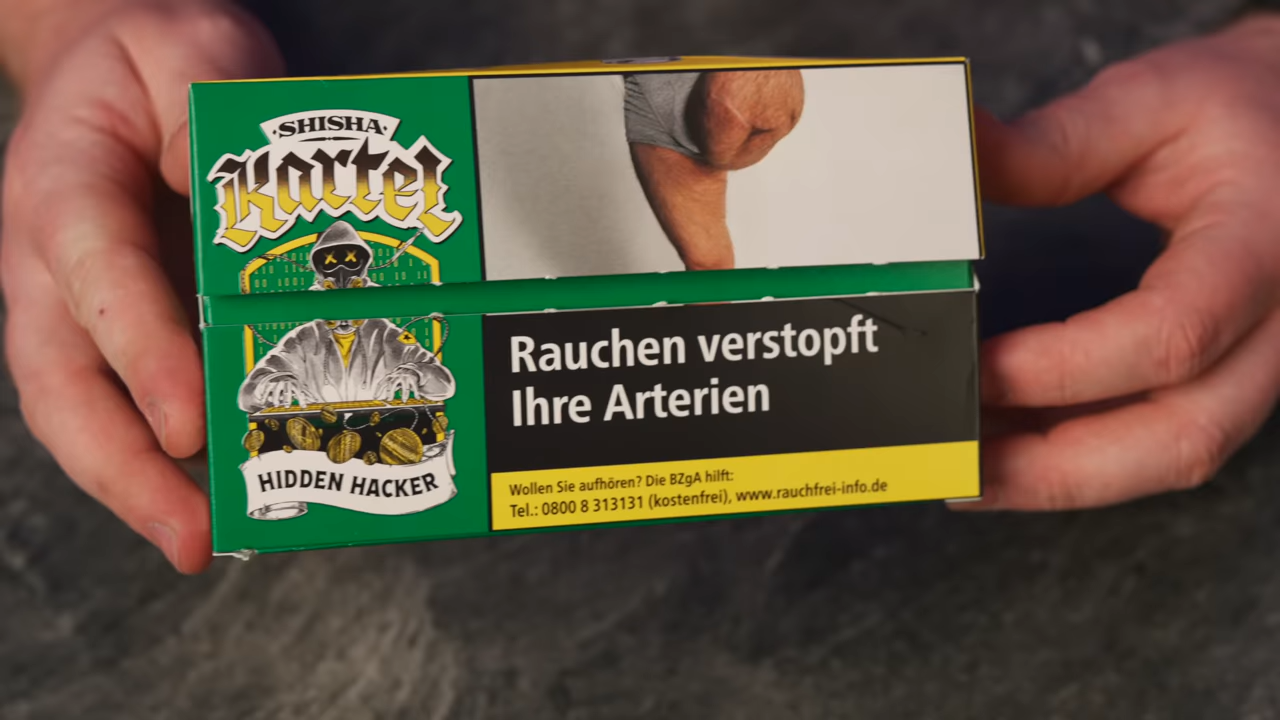 SHISHA
Kartel
HIDDEN HACKER
Rauchen verstopft
Ihre Arterien
Wollen Sie aufhören? Die BZgA hilft:
Tel.: 0800 8 313131 (kostenfrei), www.rauchfrei-info.de